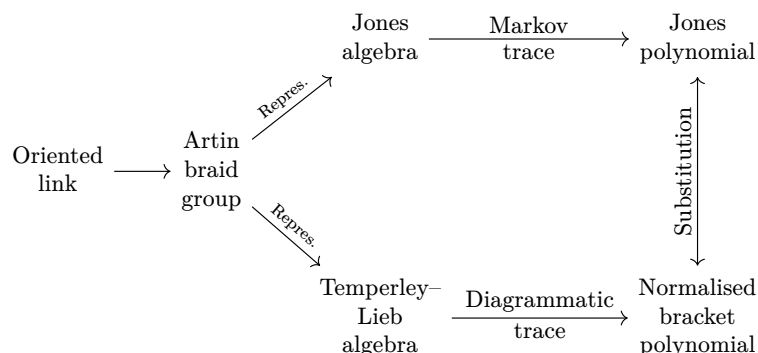 Jones
algebra
Markov
trace
Jones
polynomial
Repres.
Oriented
link
Artin
braid
group
Substitution
Repres.
Temperley–
Lieb
algebra
Diagrammatic
trace
Normalised
bracket
polynomial